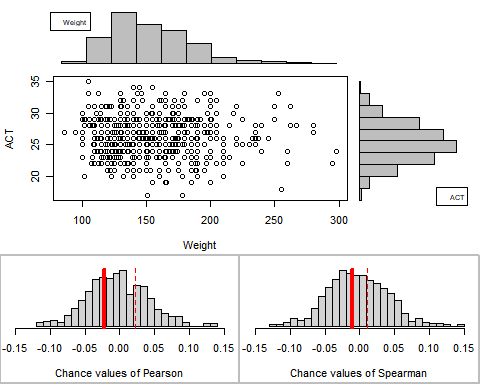 Weight
35
30
25
20
ACT
100 150 200 250 300
Weight
ACT
-0.15 -0.10 -0.05 0.00 0.05 0.10 0.15
Chance values of Pearson
-0.15 -0.10 -0.05 0.00 0.05 0.10 0.15
Chance values of Spearman